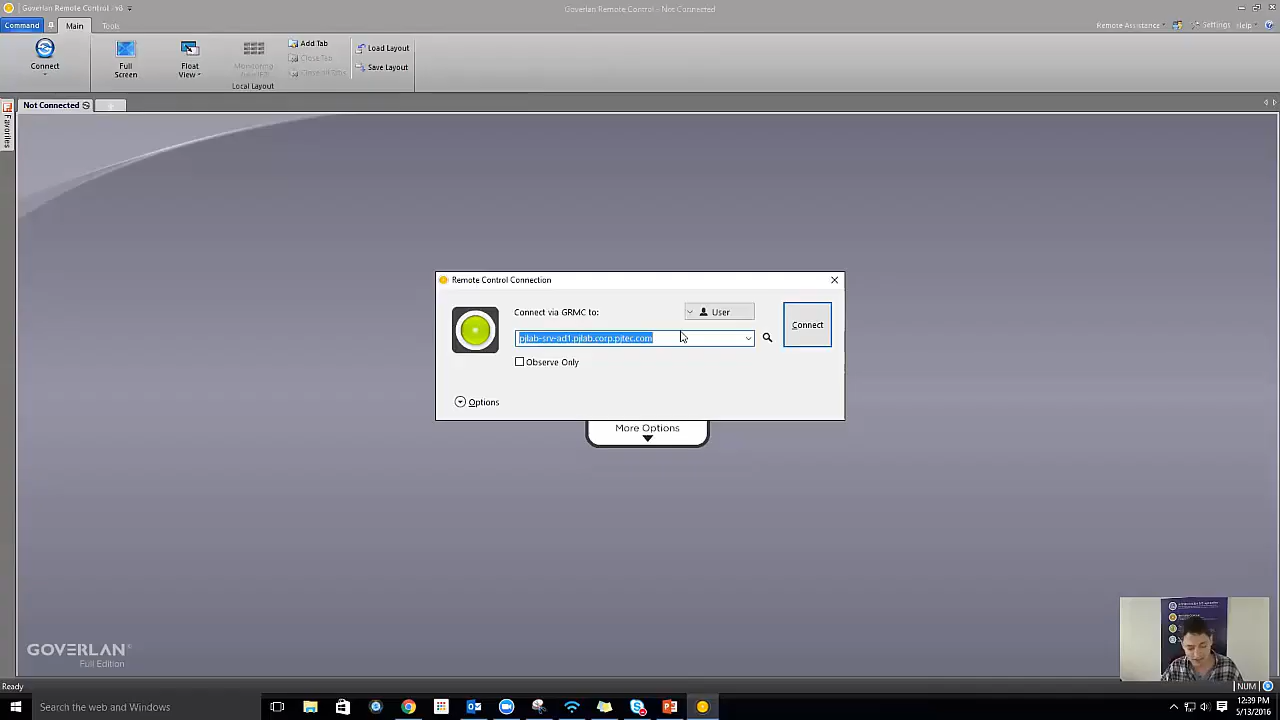 Goverlan Remote Control - v8
Goverlan Remote Control - Not Connected
Command
Main
Tools
Remote Assistance
Settings
Help
Connect
Full
Screen
Float
View
Add Tab
Close Tab
Load Layout
Save Layout
Local Layout
Not Connected
Favorites
Remote Control Connection
Connect via GRMC to:
User
pjlab-srv-ad1.pjlab.corp.pjtec.com
Connect
Observe Only
Options
More Options
GOVERLAN
Full Edition
Ready
NUM
Search the web and Windows
12:39 PM
5/13/2016